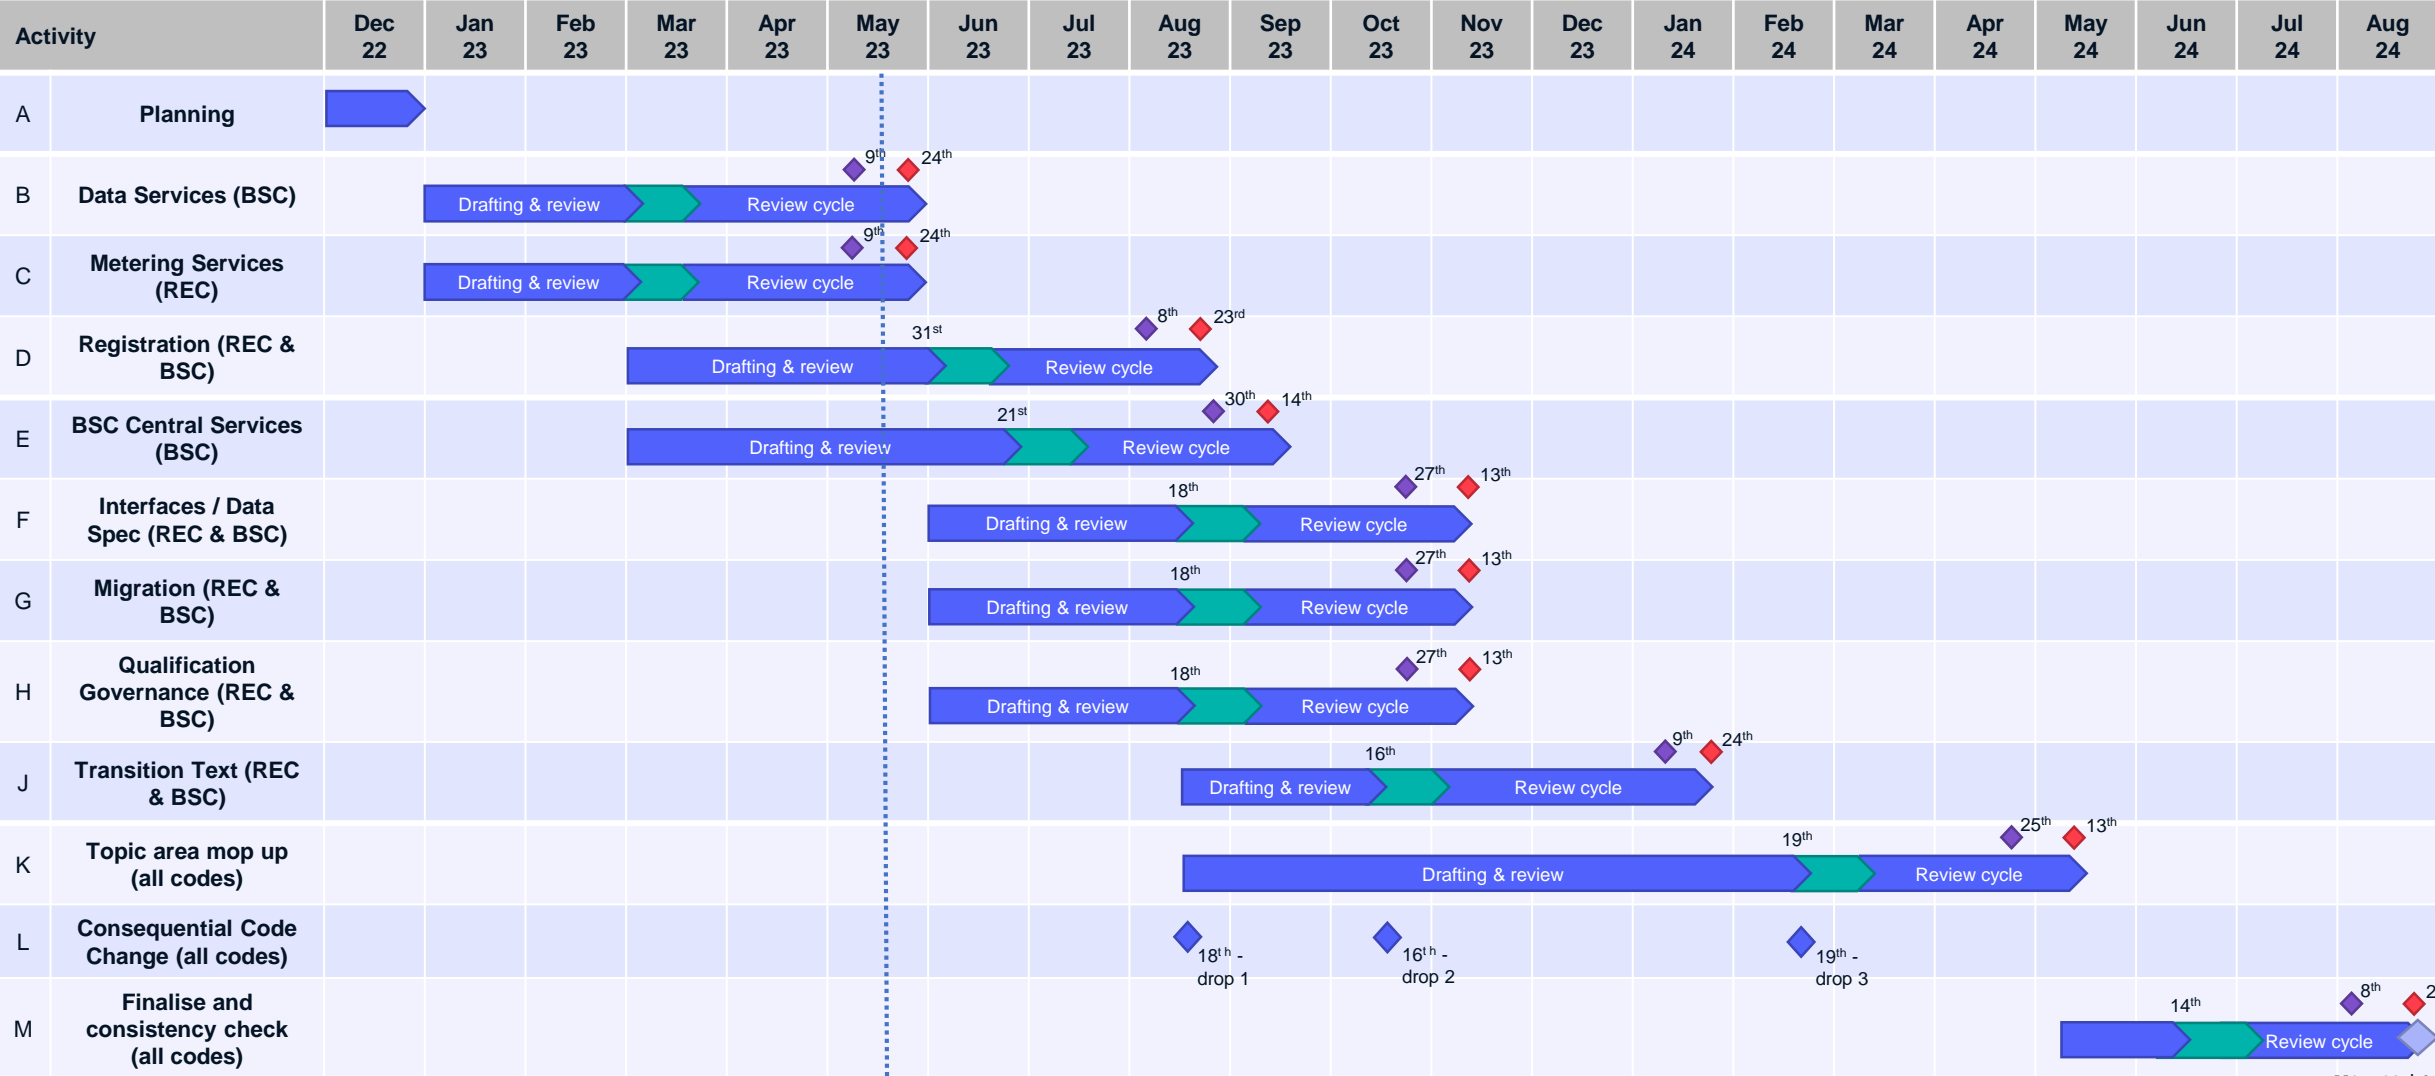 Activity
Dec 22
Jan 23
Feb 23
Mar 23
Apr 23
May 23
Jun 23
Jul 23
Aug 23
Sep 23
Oct 23
Nov 23
Dec 23
Jan 24
Feb 24
Mar 24
Apr 24
May 24
Jun 24
Jul 24
Aug 24
A
Planning
B
Data Services (BSC)
9th
24th
Drafting & review
Review cycle
C
Metering Services
(REC)
9th
24th
Drafting & review
Review cycle
D
Registration (REC &
BSC)
31st
8th
23rd
Drafting & review
Review cycle
E
BSC Central Services
(BSC)
21st
30th
14th
Drafting & review
Review cycle
F
Interfaces / Data
Spec (REC & BSC)
18th
27th
13th
Drafting & review
Review cycle
G
Migration (REC &
BSC)
18th
27th
13th
Drafting & review
Review cycle
H
Qualification
Governance (REC &
BSC)
18th
27th
13th
Drafting & review
Review cycle
J
Transition Text (REC
& BSC)
16th
9th
24th
Drafting & review
Review cycle
K
Topic area mop up
(all codes)
19th
25th
13th
Drafting & review
Review cycle
L
Consequential Code
Change (all codes)
18th -
drop 1
16th -
drop 2
19th -
drop 3
M
Finalise and
consistency check
(all codes)
14th
8th
Review cycle